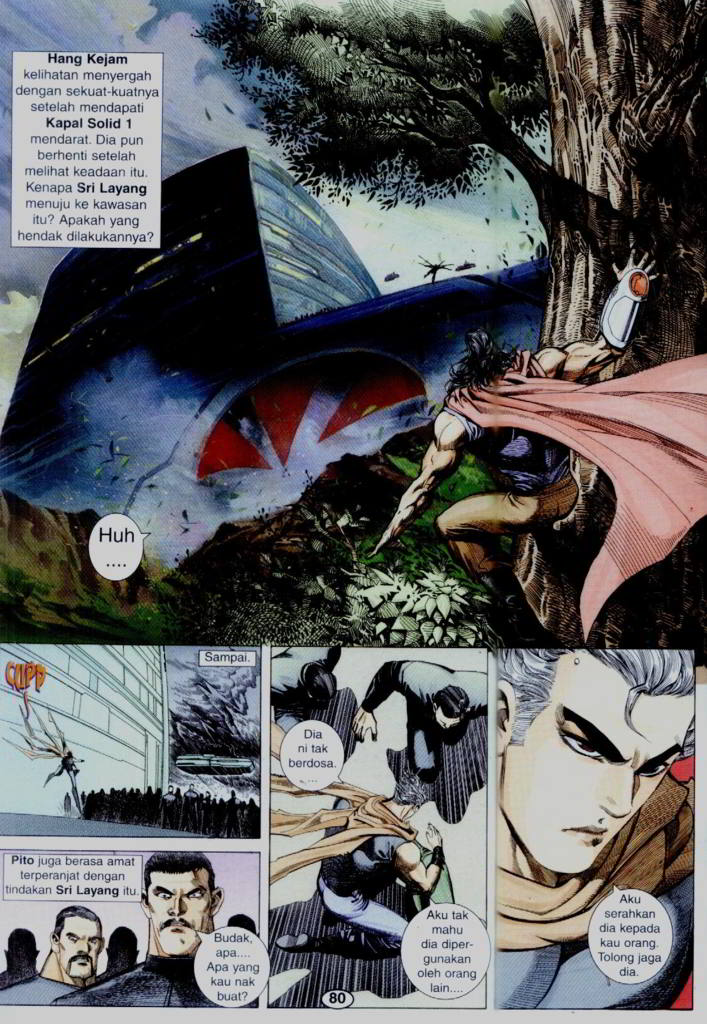 Hang Kejam
kelihatan menyergah
dengan sekuat-kuatnya
setelah mendapati
Kapal Solid 1
mendarat. Dia pun
berhenti setelah
melihat keadaan itu.
Kenapa Sri Layang
menuju ke kawasan
itu? Apakah yang
hendak dilakukannya?
Huh
....
CUPP
Sampai.
Pito juga berasa amat
terperanjat dengan
tindakan Sri Layang itu.
Budak,
apa....
Apa yang
kau nak
buat?
Dia
ni tak
berdosa.
....
Aku tak
mahu
dia diper-
gunakan
oleh orang
lain....
Aku
serahkan
dia kepada
kau orang.
Tolong jaga
dia.
80